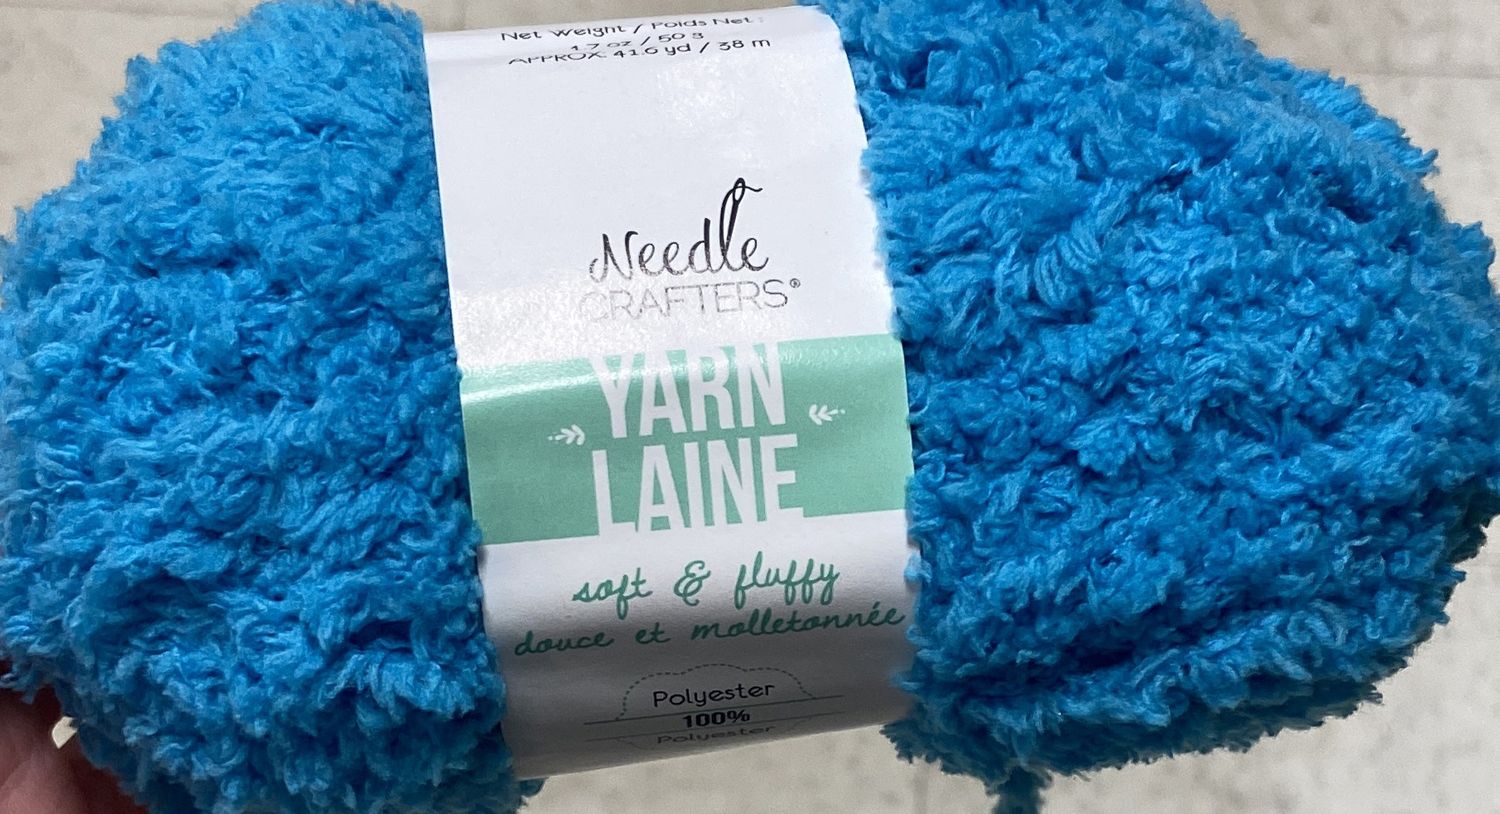 Net Weight / Poids Net :
1.7 oz / 50 g
APPROX. 41.6 yd / 38 m
Needle
CRAFTERS®
YARN
LAINE
soft & fluffy
douce et molletonnée
Polyester
100%
Polyester